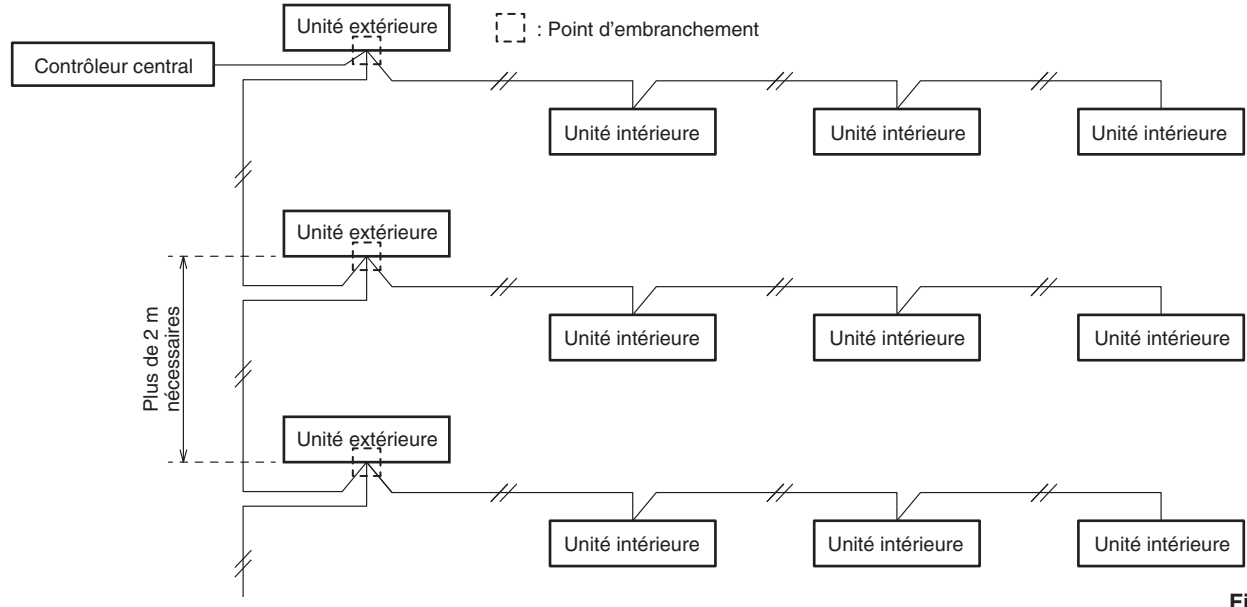 Unité extérieure
: Point d'embranchement
Contrôleur central
Unité intérieure
Unité intérieure
Unité intérieure
Unité extérieure
Plus de 2 m
nécessaires
Unité intérieure
Unité intérieure
Unité intérieure
Unité extérieure
Unité intérieure
Unité intérieure
Unité intérieure
Fi